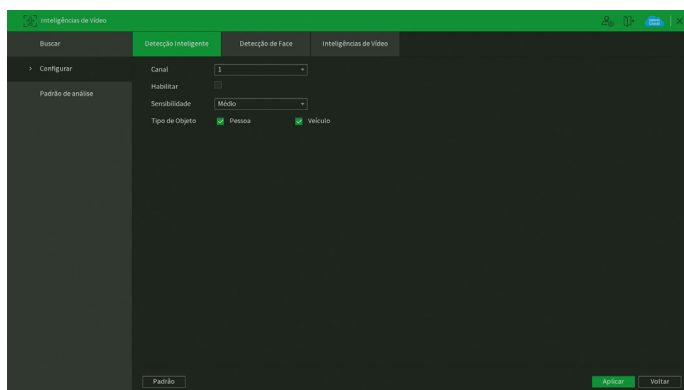 Inteligências de Vídeo
Buscar
Configurar
Padrão de análise
Detecção Inteligente
Detecção de Face
Inteligências de Vídeo
Canal
1
Habilitar
Sensibilidade
Médio
Tipo de Objeto
Pessoa
Veículo
Padrão
Aplicar
Voltar